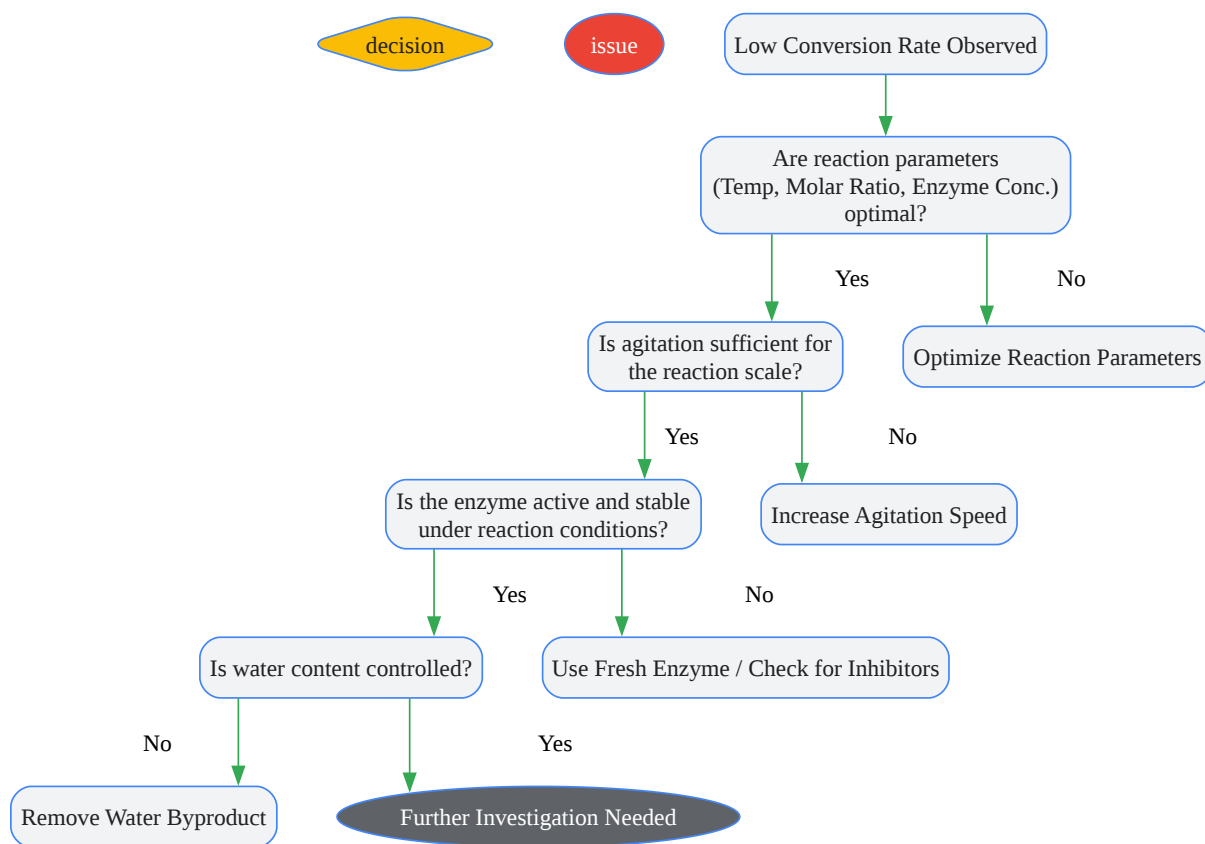 decision
issue
Low Conversion Rate Observed
Are reaction parameters
(Temp, Molar Ratio, Enzyme Conc.)
optimal?
Yes
No
Is agitation sufficient for
the reaction scale?
Optimize Reaction Parameters
Yes
No
Is the enzyme active and stable
under reaction conditions?
Increase Agitation Speed
Yes
No
Is water content controlled?
Use Fresh Enzyme / Check for Inhibitors
No
Yes
Remove Water Byproduct
Further Investigation Needed